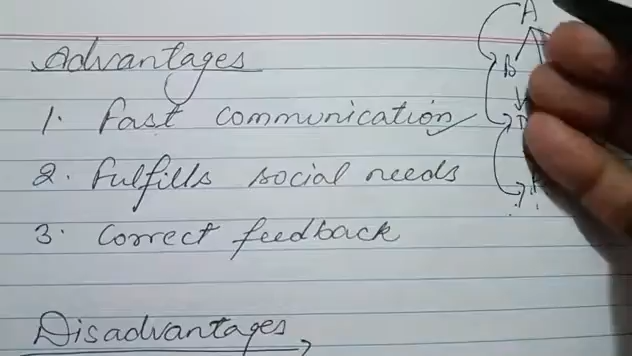 A
Advantages
B
1. Fast communication
D
2. Fulfills social needs
3. Correct feedback
Disadvantages